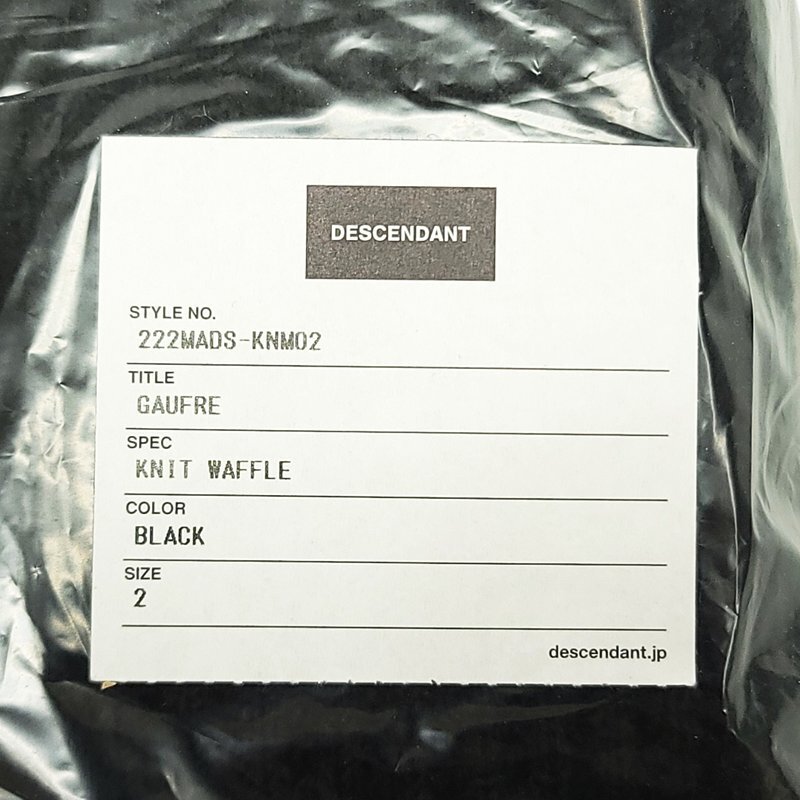 DESCENDANT
STYLE NO.
222MADS-KNM02
TITLE
GAUFRE
SPEC
KNIT WAFFLE
COLOR
BLACK
SIZE
2
descendant.jp